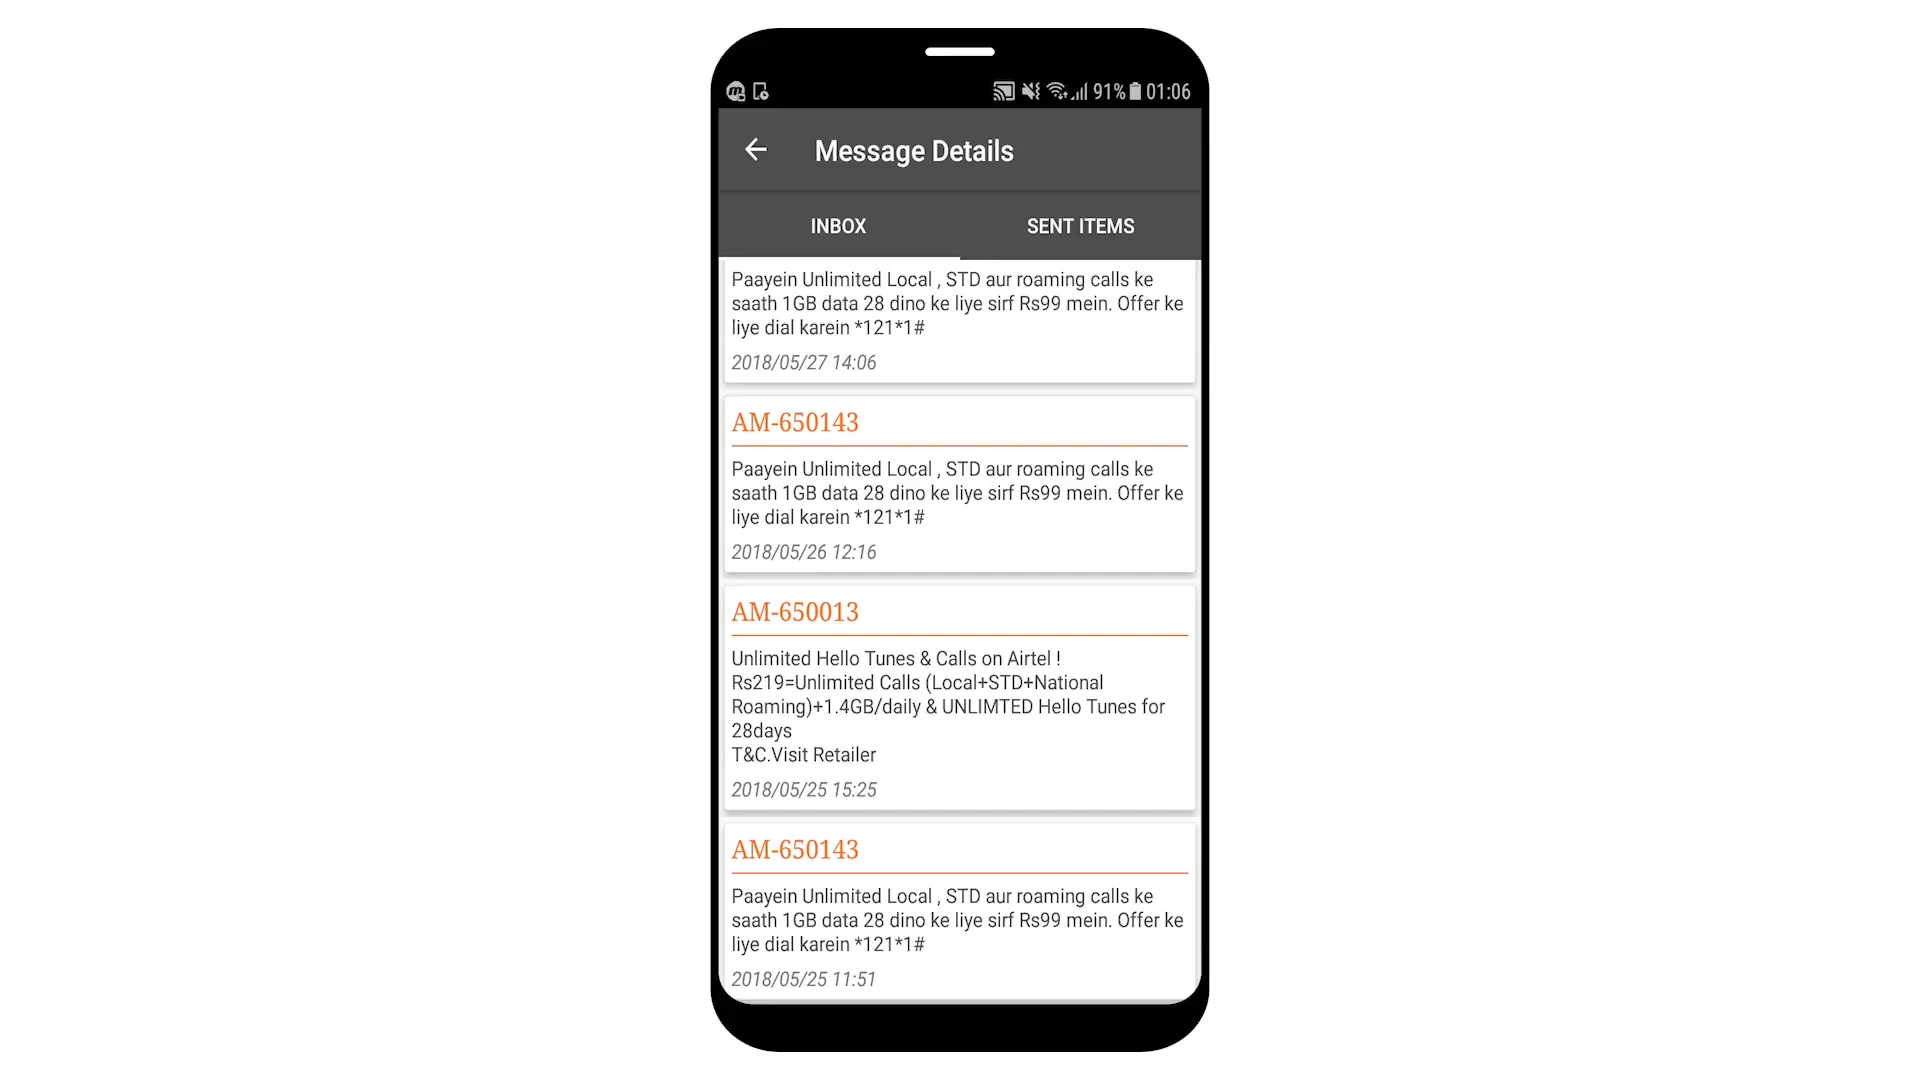 91% 01:06
Message Details
INBOX SENT ITEMS
Paayein Unlimited Local , STD aur roaming calls ke
saath 1GB data 28 dino ke liye sirf Rs99 mein. Offer ke
liye dial karein *121*1#
2018/05/27 14:06
AM-650143
Paayein Unlimited Local , STD aur roaming calls ke
saath 1GB data 28 dino ke liye sirf Rs99 mein. Offer ke
liye dial karein *121*1#
2018/05/26 12:16
AM-650013
Unlimited Hello Tunes & Calls on Airtel !
Rs219=Unlimited Calls (Local+STD+National
Roaming)+1.4GB/daily & UNLIMTED Hello Tunes for
28days
T&C.Visit Retailer
2018/05/25 15:25
AM-650143
Paayein Unlimited Local , STD aur roaming calls ke
saath 1GB data 28 dino ke liye sirf Rs99 mein. Offer ke
liye dial karein *121*1#
2018/05/25 11:51